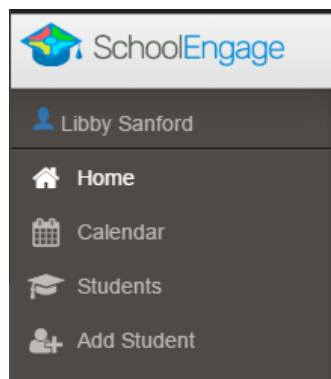 SchoolEngage
Libby Sanford
Home
Calendar
Students
Add Student